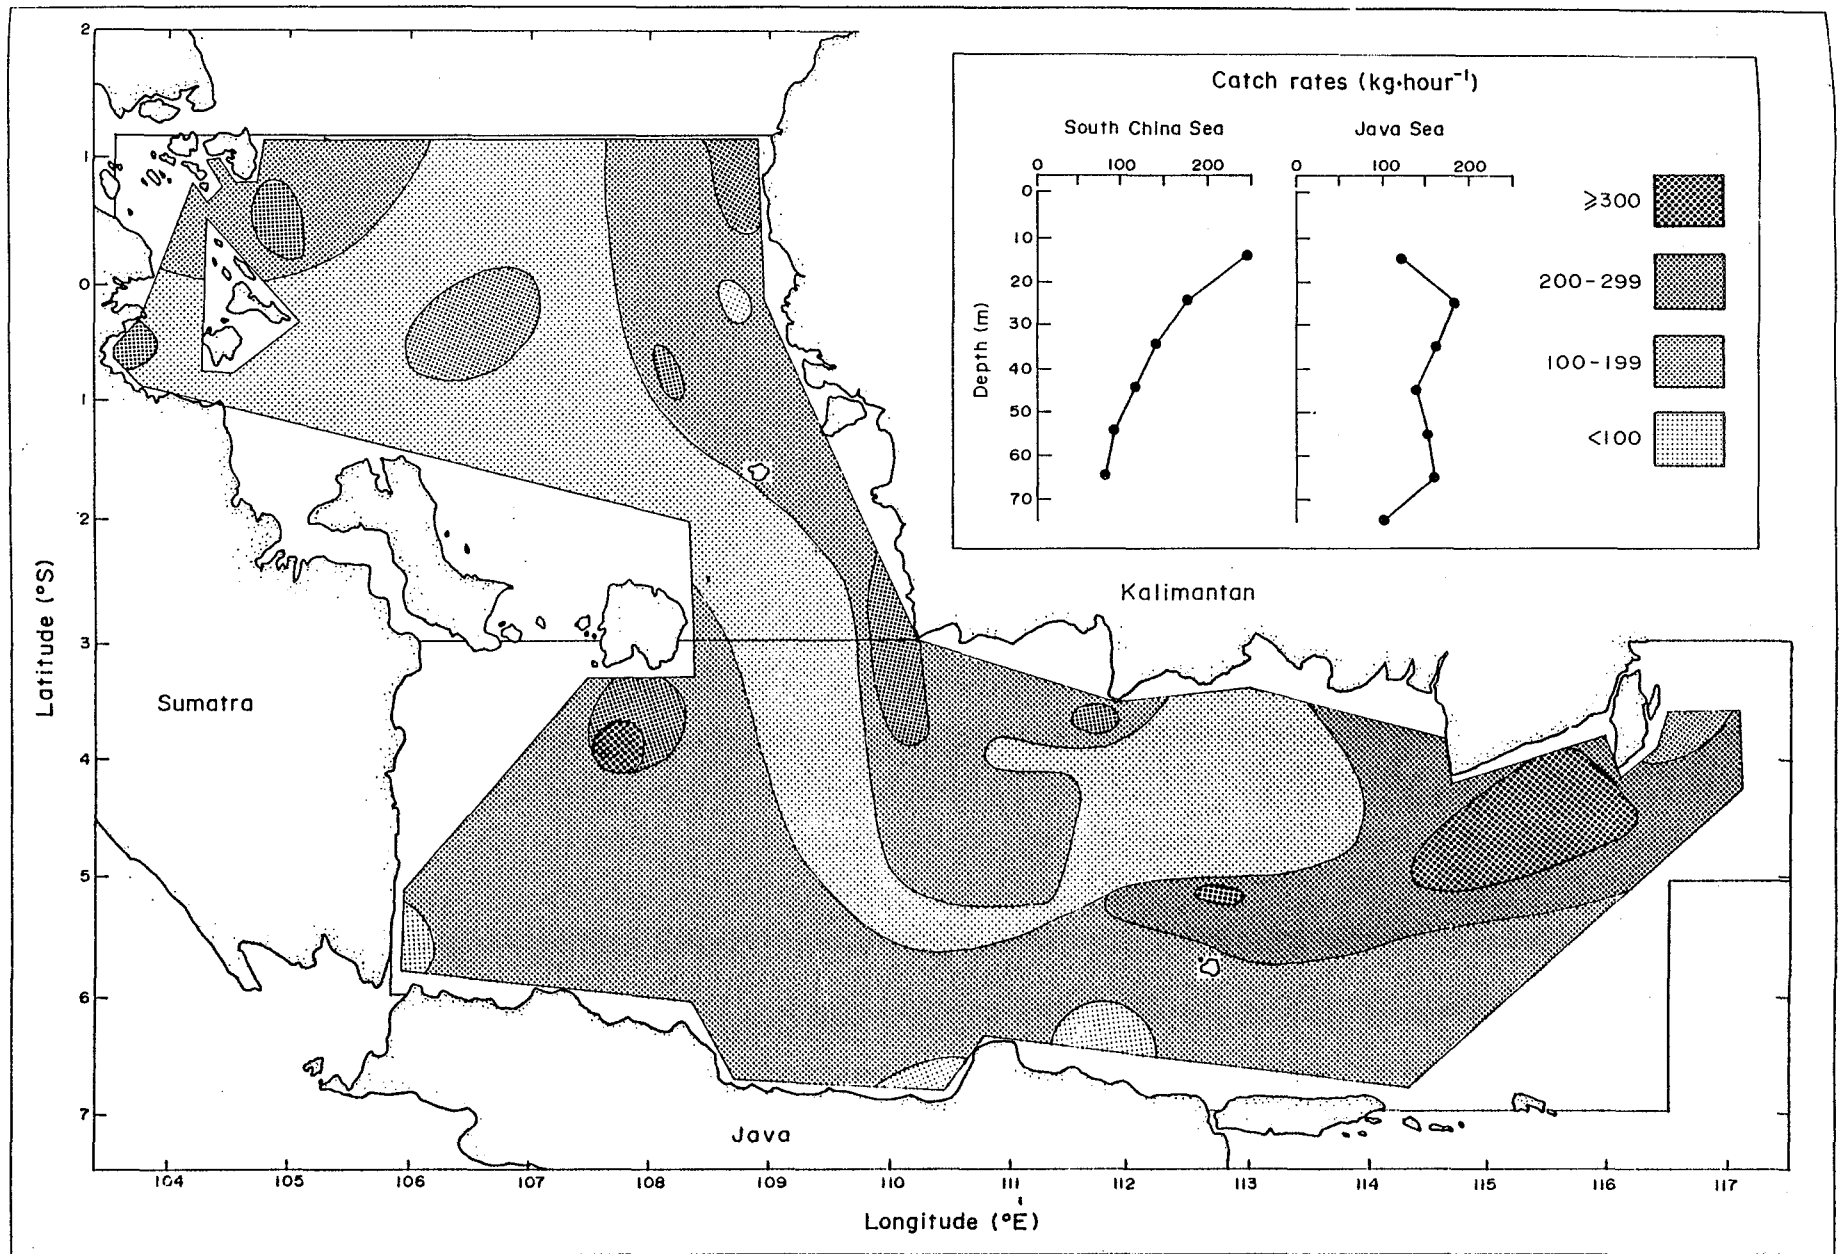 Catch rates (kg·hour⁻¹)
South China Sea
Java Sea
0 100 200
0 100 200
Depth (m)
0
10
20
30
40
50
60
70
⩾300
200-299
100-199
<100
Latitude (°S)
2
1
0
1
2
3
4
5
6
7
Kalimantan
Sumatra
Java
104 105 106 107 108 109 110 111 112 113 114 115 116 117
Longitude (°E)